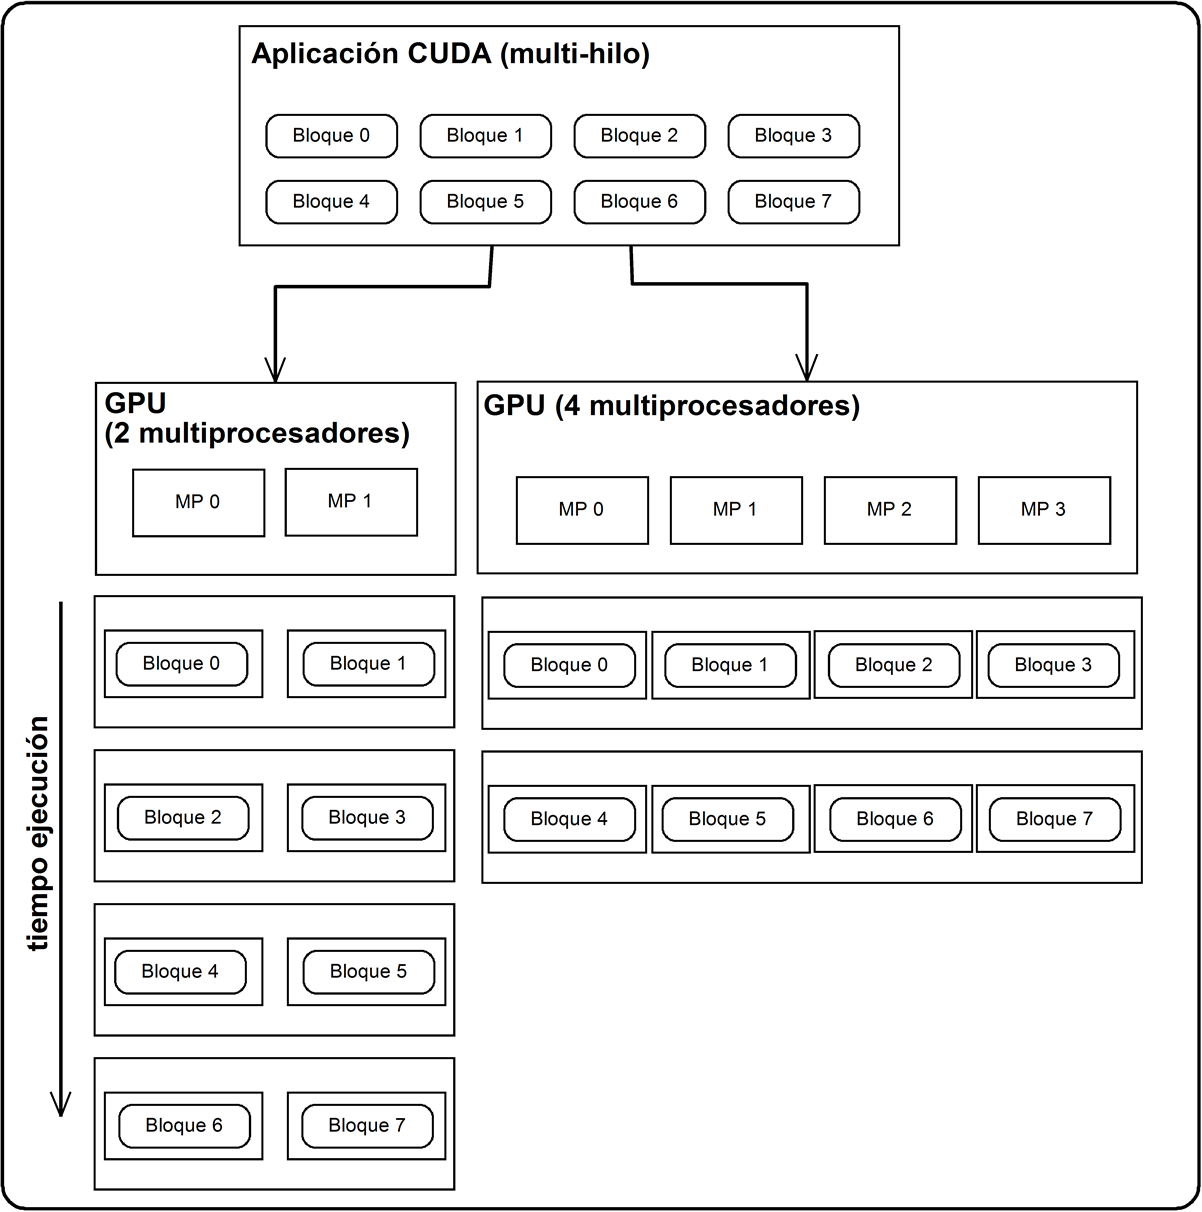 Aplicación CUDA (multi-hilo)
Bloque 0 Bloque 1 Bloque 2 Bloque 3
Bloque 4 Bloque 5 Bloque 6 Bloque 7
GPU
(2 multiprocesadores)
MP 0 MP 1
GPU (4 multiprocesadores)
MP 0 MP 1 MP 2 MP 3
tiempo ejecución
Bloque 0 Bloque 1
Bloque 2 Bloque 3
Bloque 4 Bloque 5
Bloque 6 Bloque 7
Bloque 0 Bloque 1 Bloque 2 Bloque 3
Bloque 4 Bloque 5 Bloque 6 Bloque 7